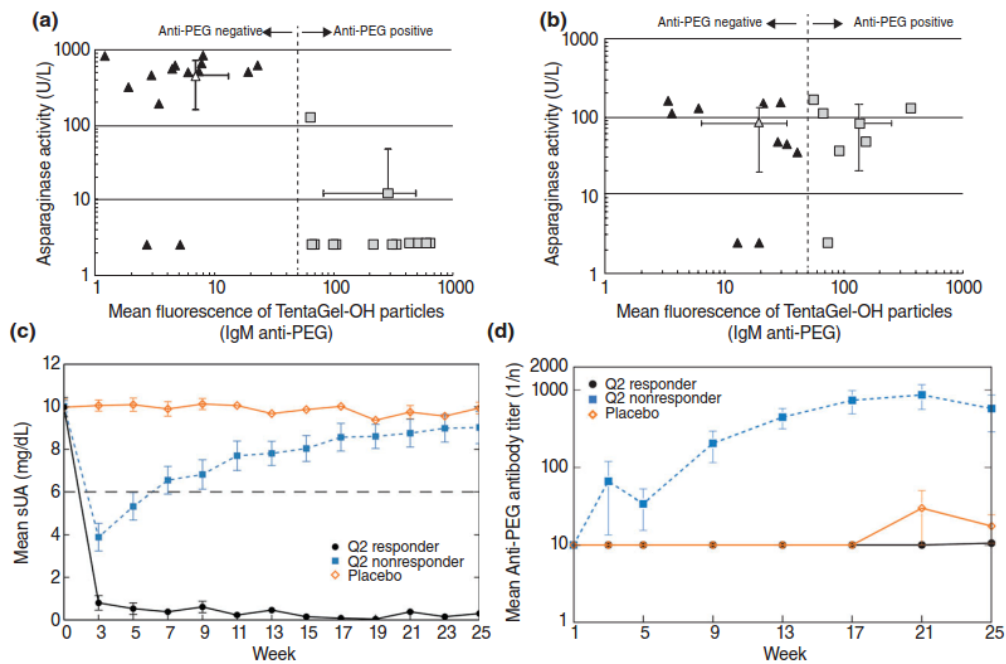 (a)
Anti-PEG negative
Anti-PEG positive
1000
100
10
1
Asparaginase activity (U/L)
1 10 100 1000
Mean fluorescence of TentaGel-OH particles
(IgM anti-PEG)
(b)
Anti-PEG negative
Anti-PEG positive
1000
100
10
1
Asparaginase activity (U/L)
1 10 100 1000
Mean fluorescence of TentaGel-OH particles
(IgM anti-PEG)
(c)
12
10
8
6
4
2
0
Mean sUA (mg/dL)
Q2 responder
Q2 nonresponder
Placebo
0 3 5 7 9 11 13 15 17 19 21 23 25
Week
(d)
2000
1000
100
10
1
Mean Anti-PEG antibody titer (1/n)
Q2 responder
Q2 nonresponder
Placebo
1 5 9 13 17 21 25
Week